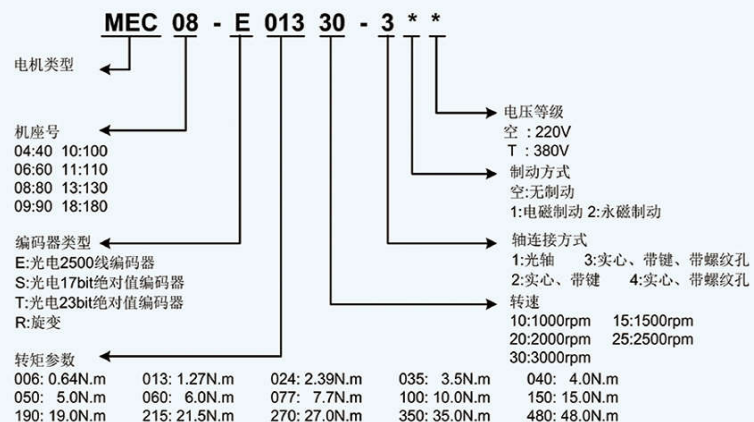 MEC 08 - E 013 30 - 3 * *
电机类型
机座号
04:40 10:100
06:60 11:110
08:80 13:130
09:90 18:180
编码器类型
E:光电2500线编码器
S:光电17bit绝对值编码器
T:光电23bit绝对值编码器
R:旋变
电压等级
空 : 220V
T : 380V
制动方式
空:无制动
1:电磁制动 2:永磁制动
轴连接方式
1:光轴 3:实心、带键、带螺纹孔
2:实心、带键 4:实心、带螺纹孔
转速
10:1000rpm 15:1500rpm
20:2000rpm 25:2500rpm
30:3000rpm
转矩参数
006: 0.64N.m 013: 1.27N.m 024: 2.39N.m 035: 3.5N.m 040: 4.0N.m
050: 5.0N.m 060: 6.0N.m 077: 7.7N.m 100: 10.0N.m 150: 15.0N.m
190: 19.0N.m 215: 21.5N.m 270: 27.0N.m 350: 35.0N.m 480: 48.0N.m